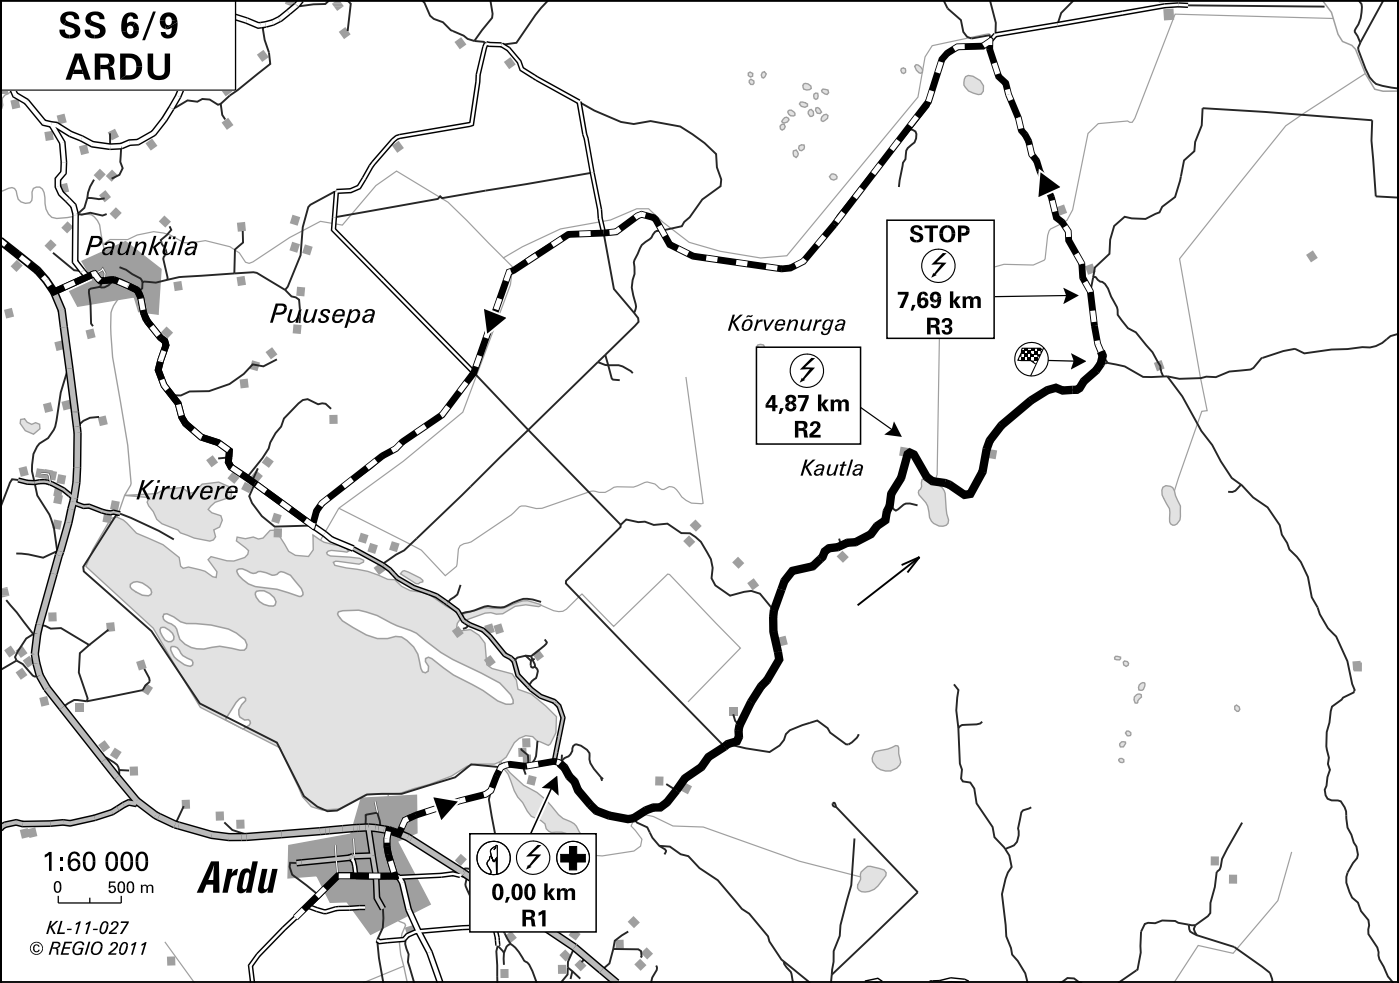 SS 6/9
ARDU
Paunküla
STOP
7,69 km
R3
Puusepa
Kõrvenurga
4,87 km
R2
Kautla
Kiruvere
1:60 000
0 500 m
Ardu
0,00 km
R1
KL-11-027
© REGIO 2011